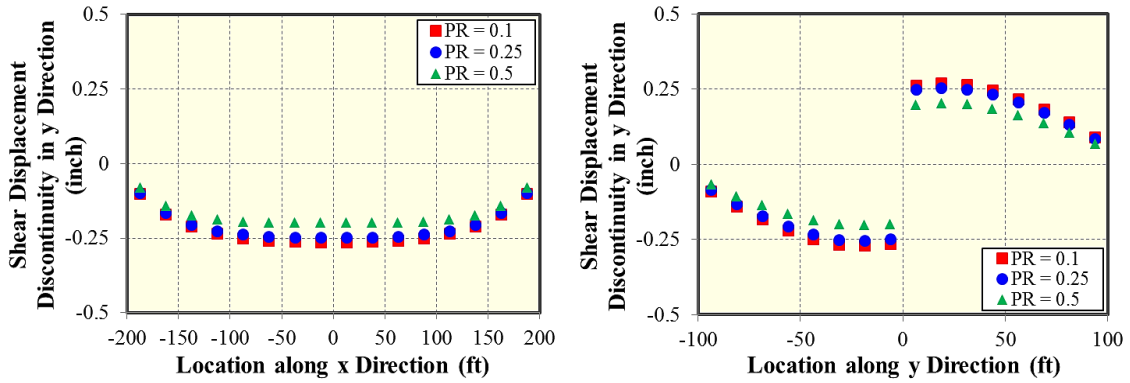 Shear Displacement
Discontinuity in y Direction
(inch)
0.5
0.25
0
-0.25
-0.5
PR = 0.1
PR = 0.25
PR = 0.5
-200 -150 -100 -50 0 50 100 150 200
Location along x Direction (ft)
Shear Displacement
Discontinuity in y Direction
(inch)
0.5
0.25
0
-0.25
-0.5
PR = 0.1
PR = 0.25
PR = 0.5
-100 -50 0 50 100
Location along y Direction (ft)